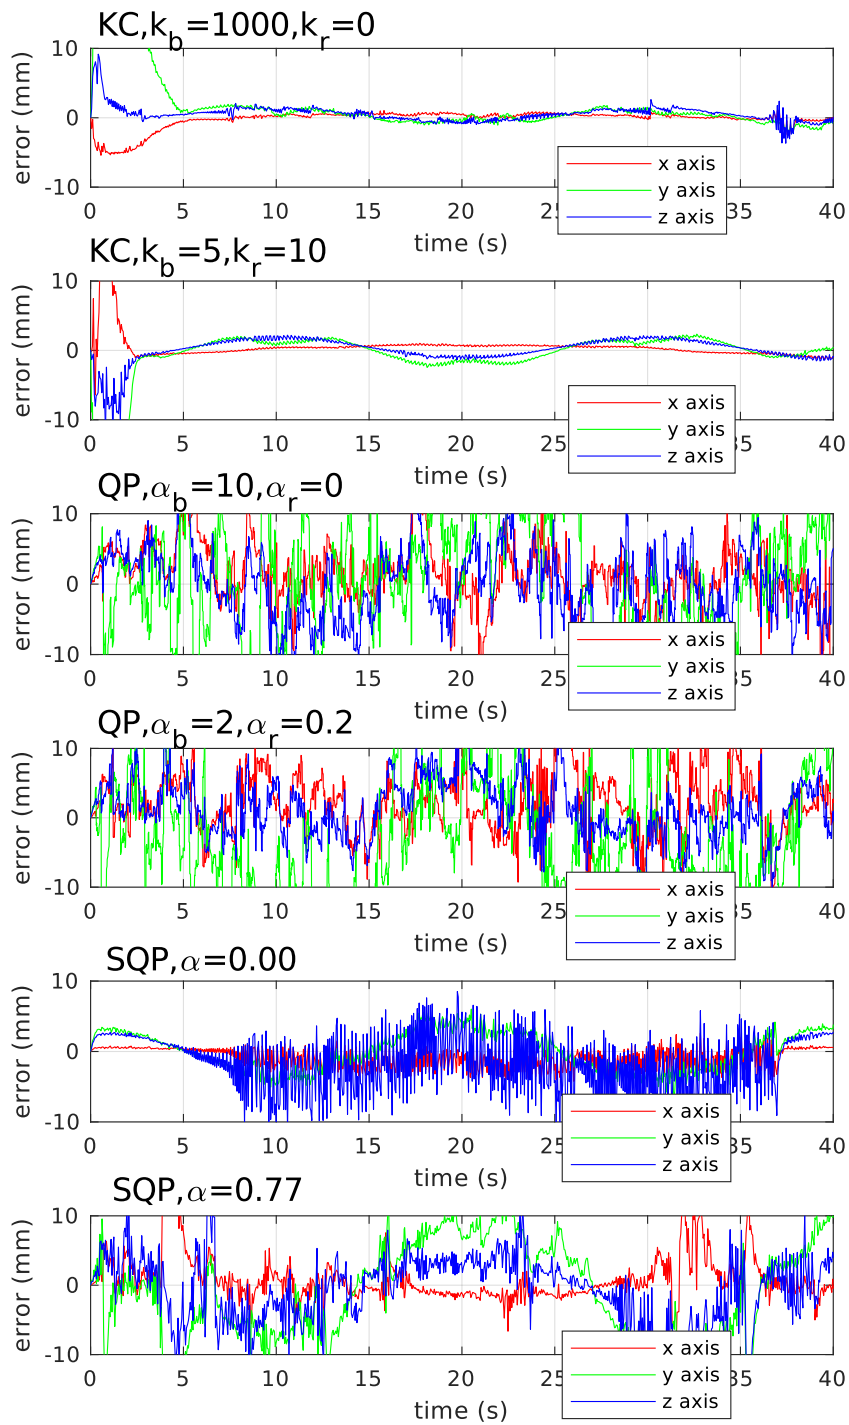 KC,k_b=1000,k_r=0
10
0
-10
error (mm)
x axis
y axis
z axis
0 5 10 15 20 25 35 40
time (s)
KC,k_b=5,k_r=10
10
0
-10
error (mm)
x axis
y axis
z axis
0 5 10 15 20 25 35 40
time (s)
QP,α_b=10,α_r=0
10
0
-10
error (mm)
x axis
y axis
z axis
0 5 10 15 20 25 35 40
time (s)
QP,α_b=2,α_r=0.2
10
0
-10
error (mm)
x axis
y axis
z axis
0 5 10 15 20 25 35 40
time (s)
SQP,α=0.00
10
0
-10
error (mm)
x axis
y axis
z axis
0 5 10 15 20 25 35 40
time (s)
SQP,α=0.77
10
0
-10
error (mm)
x axis
y axis
z axis
0 5 10 15 20 25 35 40
time (s)